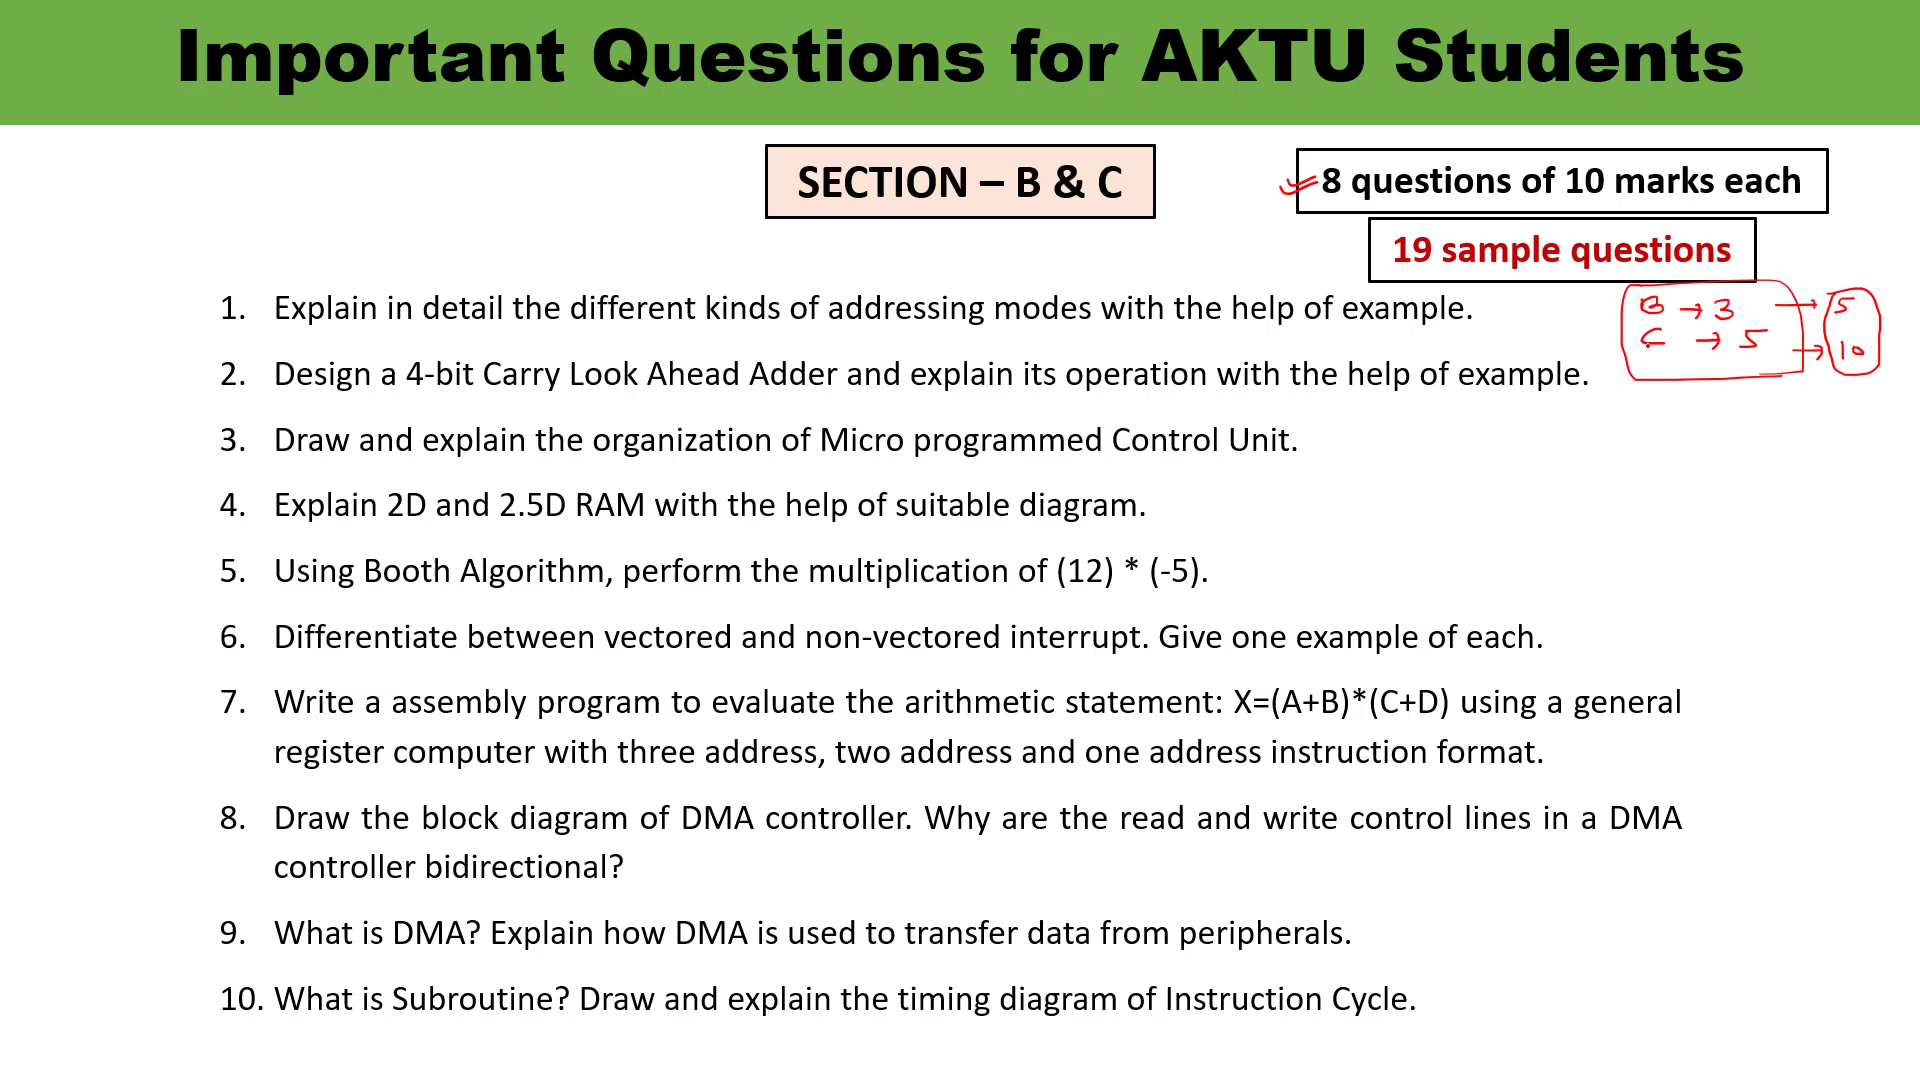 Important Questions for AKTU Students
SECTION – B & C
8 questions of 10 marks each
19 sample questions
B → 3 → 5
C → 5 → 10
1. Explain in detail the different kinds of addressing modes with the help of example.
2. Design a 4-bit Carry Look Ahead Adder and explain its operation with the help of example.
3. Draw and explain the organization of Micro programmed Control Unit.
4. Explain 2D and 2.5D RAM with the help of suitable diagram.
5. Using Booth Algorithm, perform the multiplication of (12) * (-5).
6. Differentiate between vectored and non-vectored interrupt. Give one example of each.
7. Write a assembly program to evaluate the arithmetic statement: X=(A+B)*(C+D) using a general
register computer with three address, two address and one address instruction format.
8. Draw the block diagram of DMA controller. Why are the read and write control lines in a DMA
controller bidirectional?
9. What is DMA? Explain how DMA is used to transfer data from peripherals.
10. What is Subroutine? Draw and explain the timing diagram of Instruction Cycle.